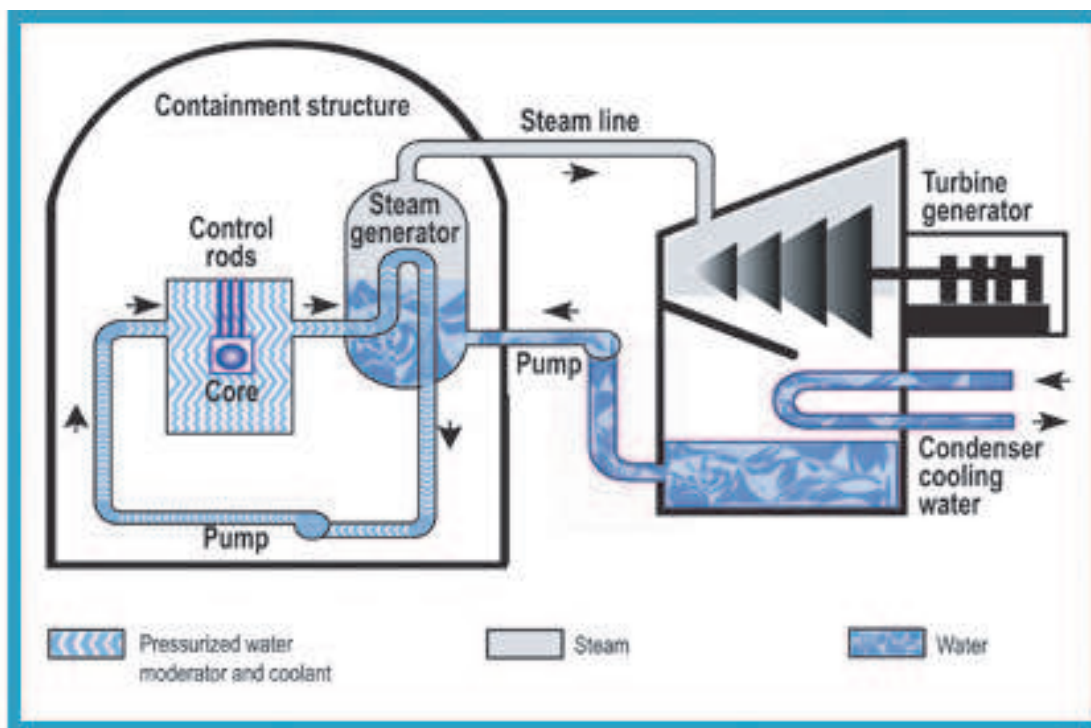 Containment structure
Steam line
Turbine
generator
Steam
generator
Control
rods
Core
Pump
Pump
Condenser
cooling
water
Pressurized water
moderator and coolant
Steam
Water